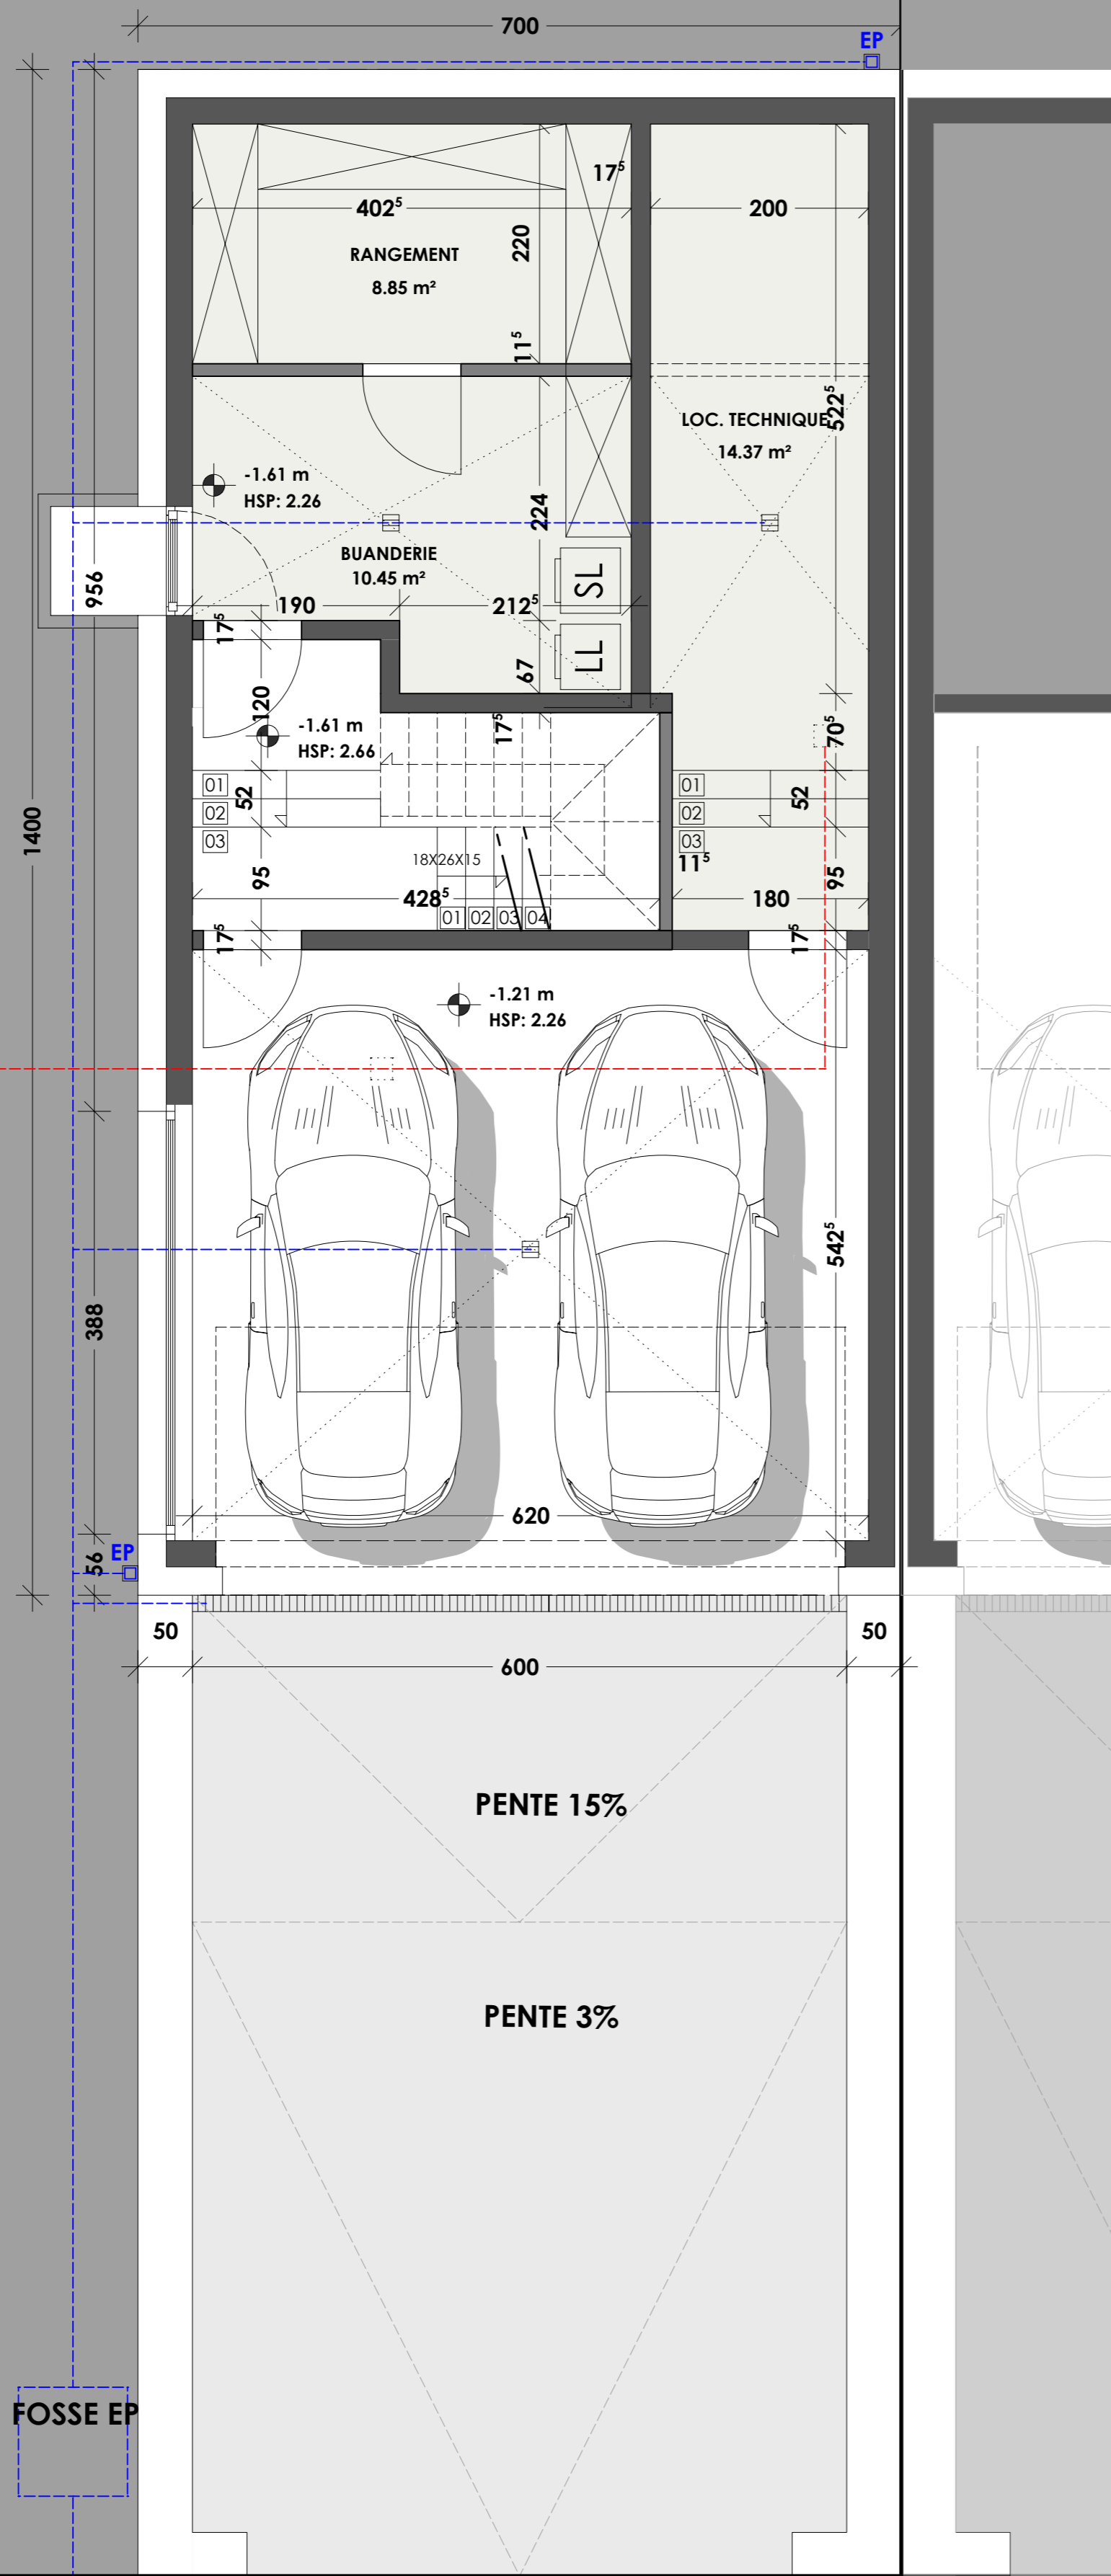 700
EP
17⁵
402⁵
200
220
RANGEMENT
8.85 m²
11⁵
522⁵
LOC. TECHNIQUE
14.37 m²
-1.61 m
HSP: 2.26
224
BUANDERIE
10.45 m²
SL
956
190
212⁵
17⁵
LL
67
120
-1.61 m
HSP: 2.66
17⁵
70⁵
01
02
03
52
01
02
03
52
1400
18X26X15
11⁵
95
95
428⁵
180
01
02
03
04
17⁵
17⁵
-1.21 m
HSP: 2.26
542⁵
388
620
EP
56
50
50
600
PENTE 15%
PENTE 3%
FOSSE EP